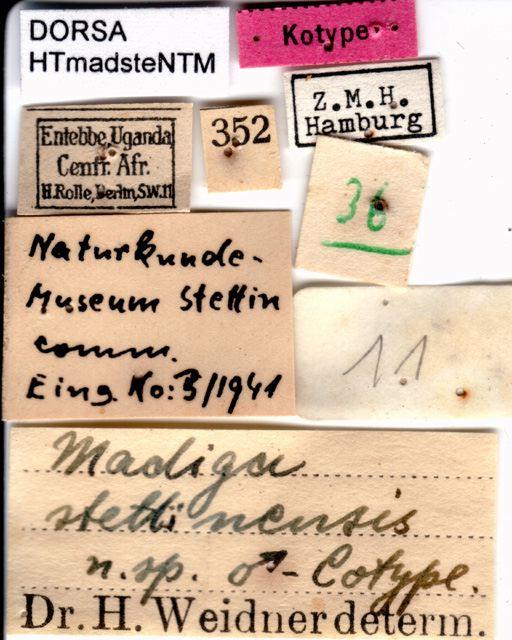 DORSA
HTmadsteNTM
Kotype
Z.M.H.
Hamburg
Entebbe, Uganda
Centr. Afr.
H. Rolle, Berlin, S.W. 11
352
36
Naturkunde-
Museum Stettin
comm.
Eing. No: 3/1941
11
Madiga
stettinensis
n. sp. ♂ - Cotype.
Dr. H. Weidner determ.